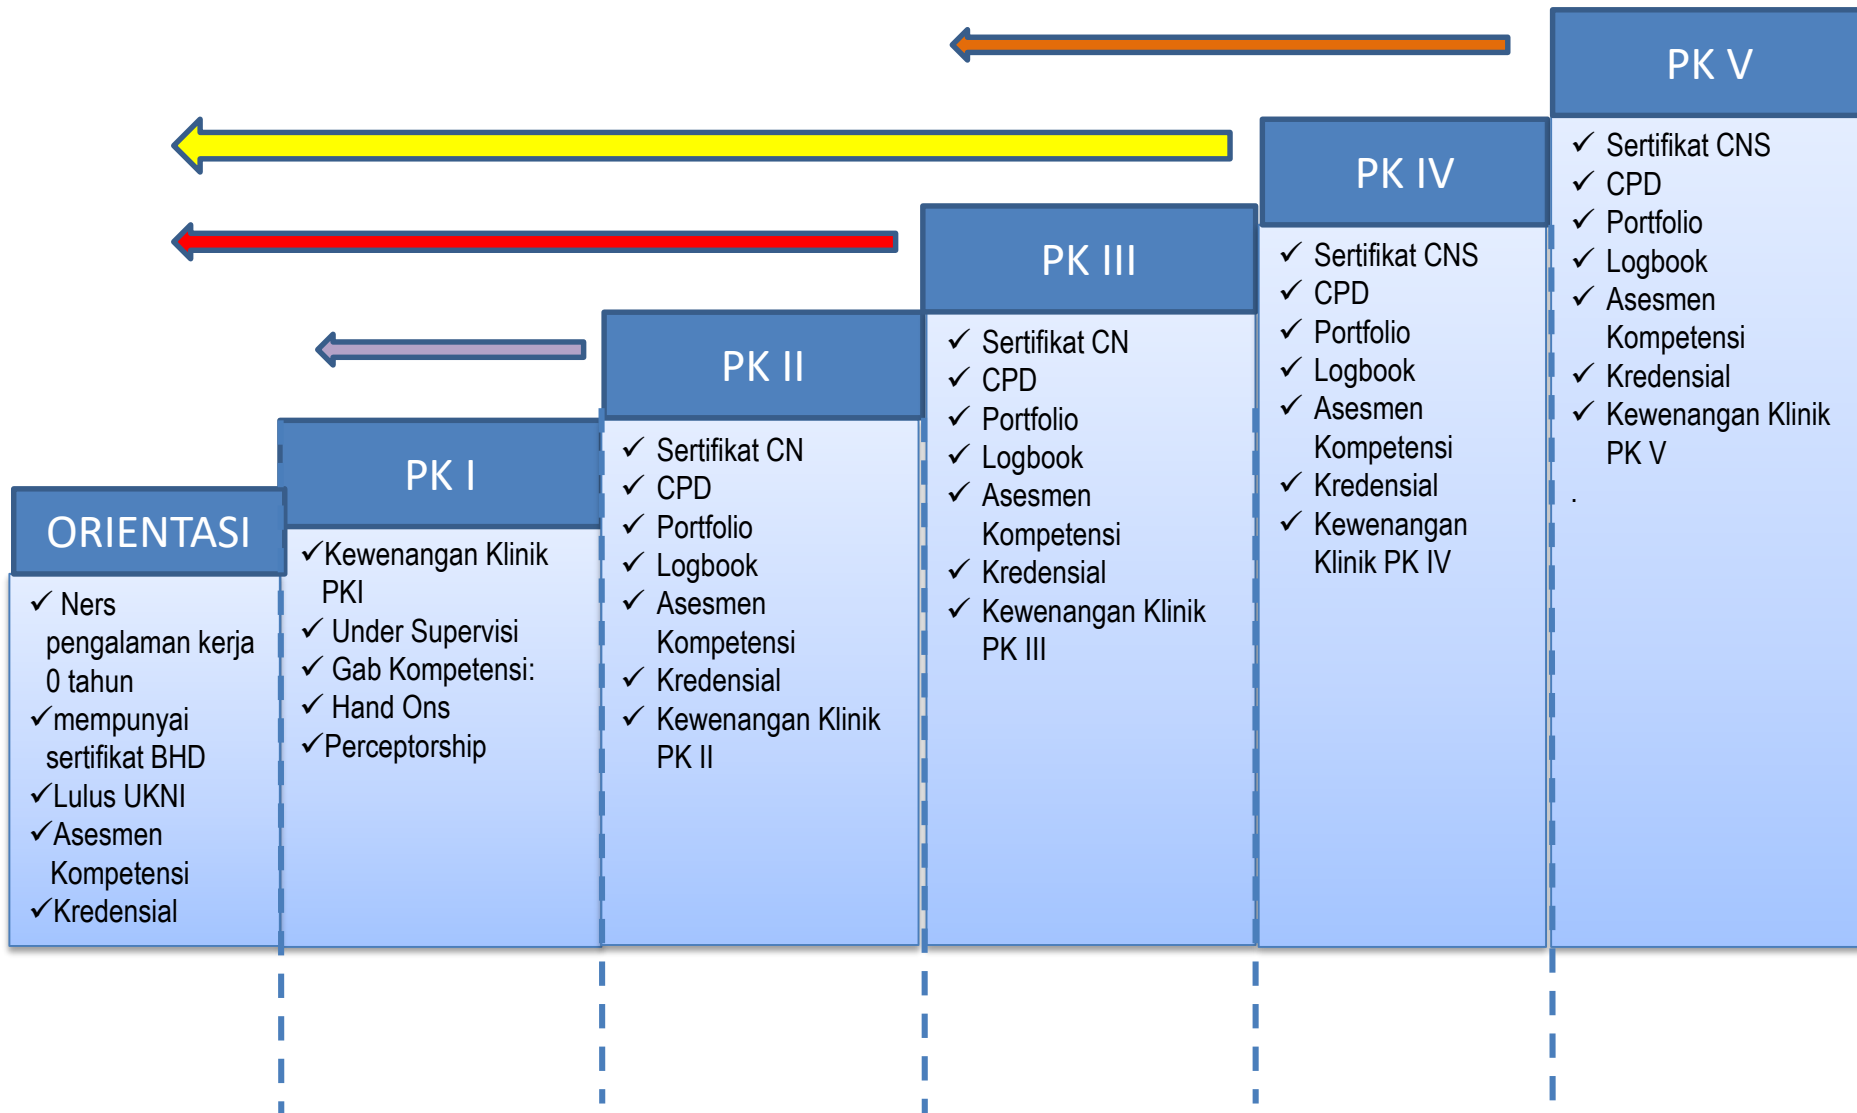 ORIENTASI
✓ Ners
pengalaman kerja
0 tahun
✓mempunyai
sertifikat BHD
✓Lulus UKNI
✓Asesmen
Kompetensi
✓Kredensial
PK I
✓Kewenangan Klinik
PKI
✓ Under Supervisi
✓ Gab Kompetensi:
✓ Hand Ons
✓Perceptorship
PK II
✓ Sertifikat CN
✓ CPD
✓ Portfolio
✓ Logbook
✓ Asesmen
Kompetensi
✓ Kredensial
✓ Kewenangan Klinik
PK II
PK III
✓ Sertifikat CN
✓ CPD
✓ Portfolio
✓ Logbook
✓ Asesmen
Kompetensi
✓ Kredensial
✓ Kewenangan Klinik
PK III
PK IV
✓ Sertifikat CNS
✓ CPD
✓ Portfolio
✓ Logbook
✓ Asesmen
Kompetensi
✓ Kredensial
✓ Kewenangan
Klinik PK IV
PK V
✓ Sertifikat CNS
✓ CPD
✓ Portfolio
✓ Logbook
✓ Asesmen
Kompetensi
✓ Kredensial
✓ Kewenangan Klinik
PK V
.